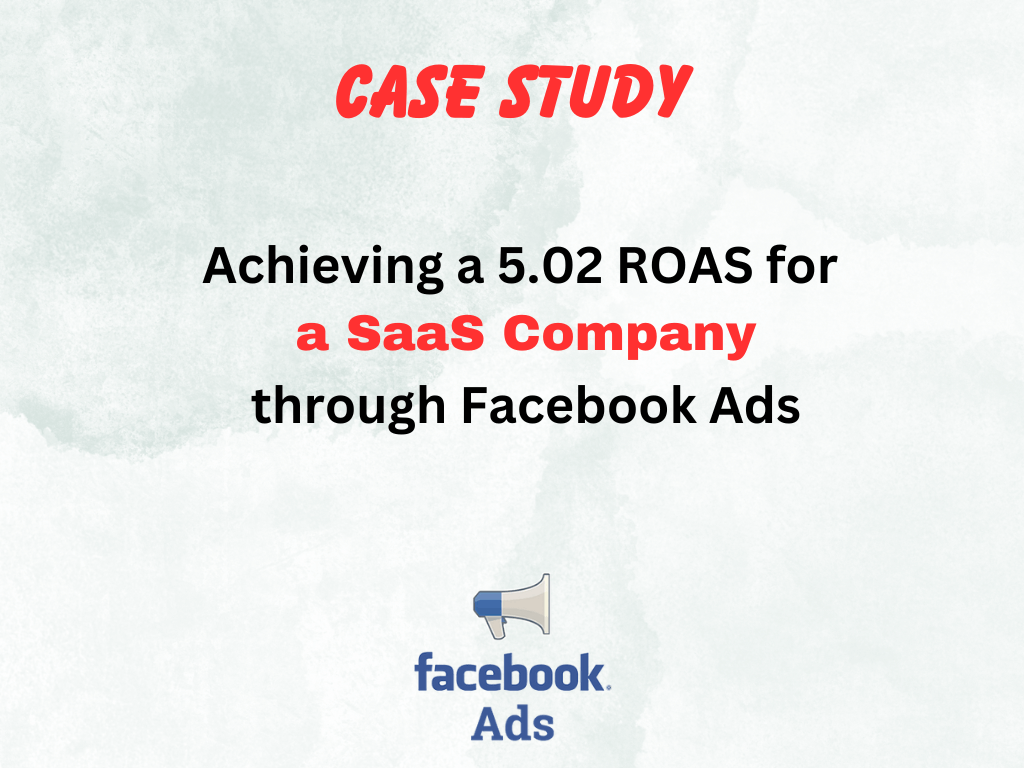 CASE STUDY
Achieving a 5.02 ROAS for
a SaaS Company
through Facebook Ads
facebook®
Ads